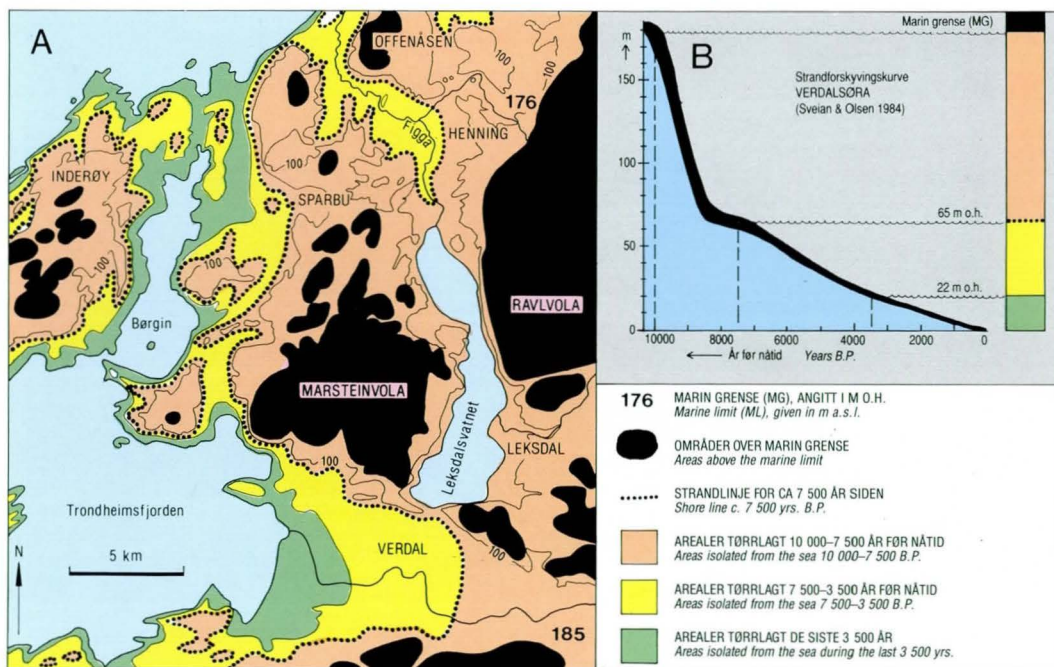 A
OFFENÅSEN
100
100
176
HENNING
Figga
100
INDERØY
SPARBU
100
100
RAVLVOLA
Børgin
MARSTEINVOLA
Leksdalsvatnet
LEKSDAL
100
Trondheimsfjorden
100
N
5 km
VERDAL
185
Marin grense (MG)
m
B
150
Strandforskyvingskurve
VERDALSØRA
(Sveian & Olsen 1984)
100
65 m o.h.
50
22 m o.h.
0
10000 8000 6000 4000 2000 0
← År før nåtid Years B.P.
176 MARIN GRENSE (MG), ANGITT I M O.H.
Marine limit (ML), given in m a.s.l.
OMRÅDER OVER MARIN GRENSE
Areas above the marine limit
STRANDLINJE FOR CA 7 500 ÅR SIDEN
Shore line c. 7 500 yrs. B.P.
AREALER TØRRLAGT 10 000–7 500 ÅR FØR NÅTID
Areas isolated from the sea 10 000–7 500 B.P.
AREALER TØRRLAGT 7 500–3 500 ÅR FØR NÅTID
Areas isolated from the sea 7 500–3 500 B.P.
AREALER TØRRLAGT DE SISTE 3 500 ÅR
Areas isolated from the sea during the last 3 500 yrs.